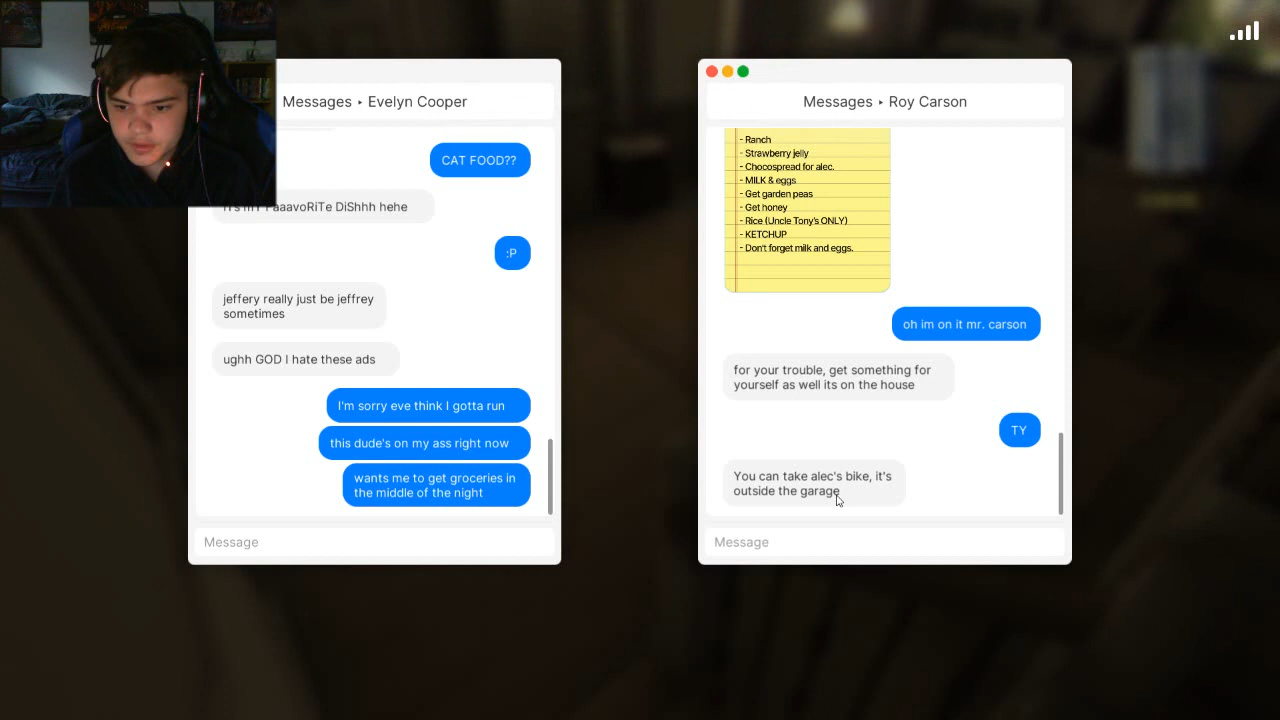 Messages ▸ Evelyn Cooper
CAT FOOD??
DiShhh hehe
:P
jeffery really just be jeffrey
sometimes
ughh GOD I hate these ads
I'm sorry eve think I gotta run
this dude's on my ass right now
wants me to get groceries in
the middle of the night
Message
Messages ▸ Roy Carson
- Ranch
- Strawberry jelly
- Chocospread for alec.
- MILK & eggs
- Get garden peas
- Get honey
- Rice (Uncle Tony's ONLY)
- KETCHUP
- Don't forget milk and eggs.
oh im on it mr. carson
for your trouble, get something for
yourself as well its on the house
TY
You can take alec's bike, it's
outside the garage
Message